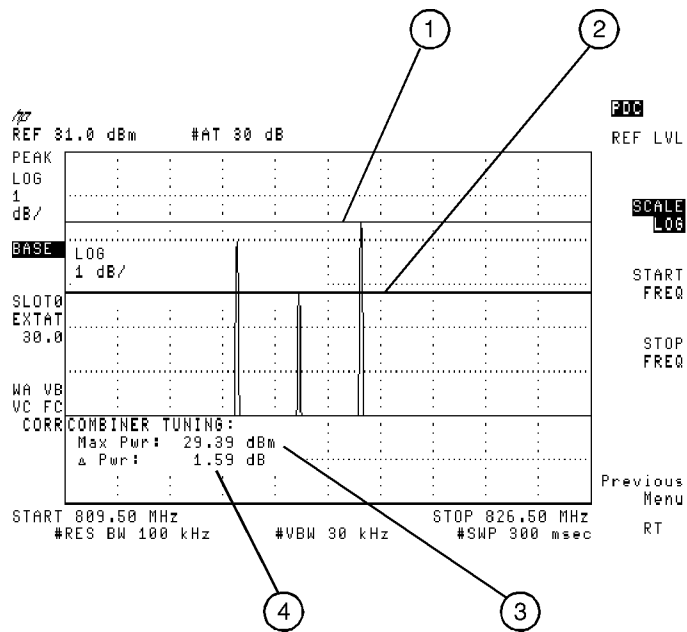 1 2
hp
PDC
REF 31.0 dBm #AT 30 dB
REF LVL
PEAK
LOG
1
dB/
SCALE
LOG
BASE
LOG
1 dB/
START
FREQ
SLOT0
EXTAT
30.0
STOP
FREQ
WA VB
VC FC
CORR
COMBINER TUNING:
Max Pwr: 29.39 dBm
△ Pwr: 1.59 dB
Previous
Menu
START 809.50 MHz STOP 826.50 MHz
#RES BW 100 kHz #VBW 30 kHz #SWP 300 msec
RT
4 3